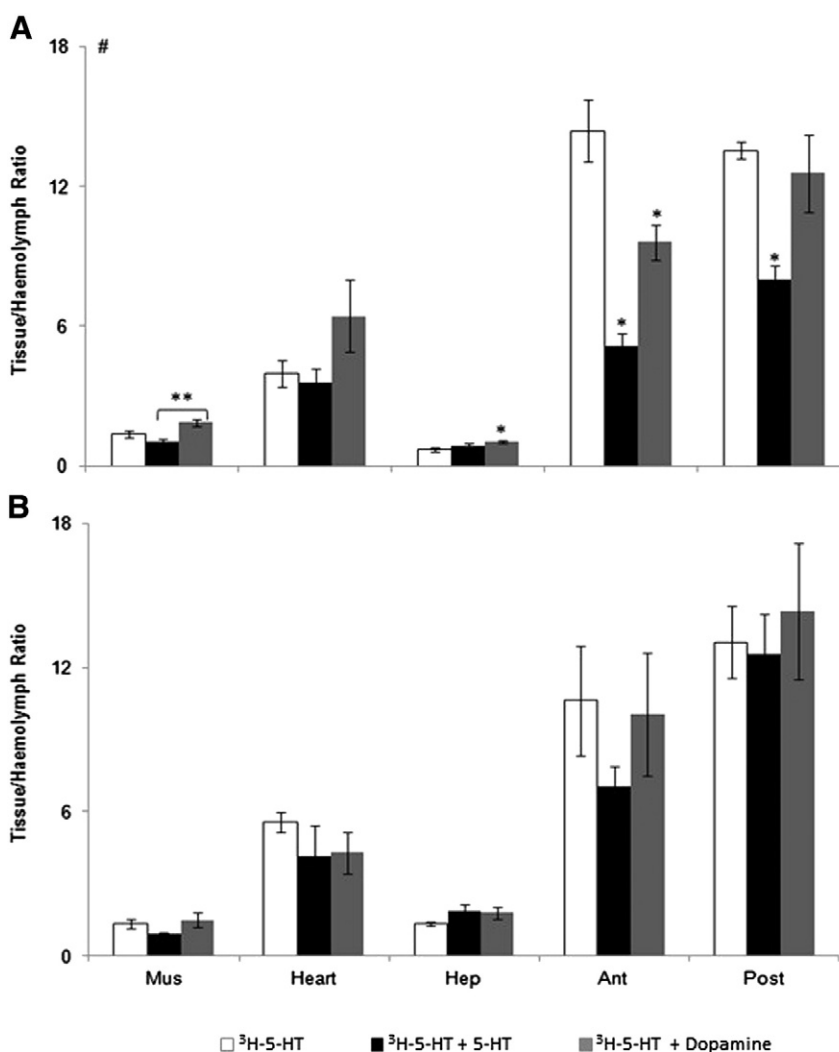 A
18
#
12
6
0
Tissue/Haemolymph Ratio
**
*
*
*
*
B
18
12
6
0
Tissue/Haemolymph Ratio
Mus Heart Hep Ant Post
³H-5-HT ³H-5-HT + 5-HT ³H-5-HT + Dopamine